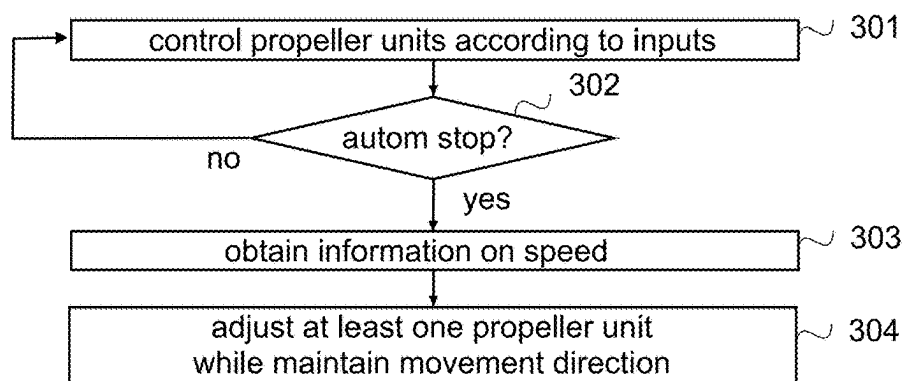 control propeller units according to inputs
301
302
autom stop?
no
yes
obtain information on speed
303
adjust at least one propeller unit
while maintain movement direction
304